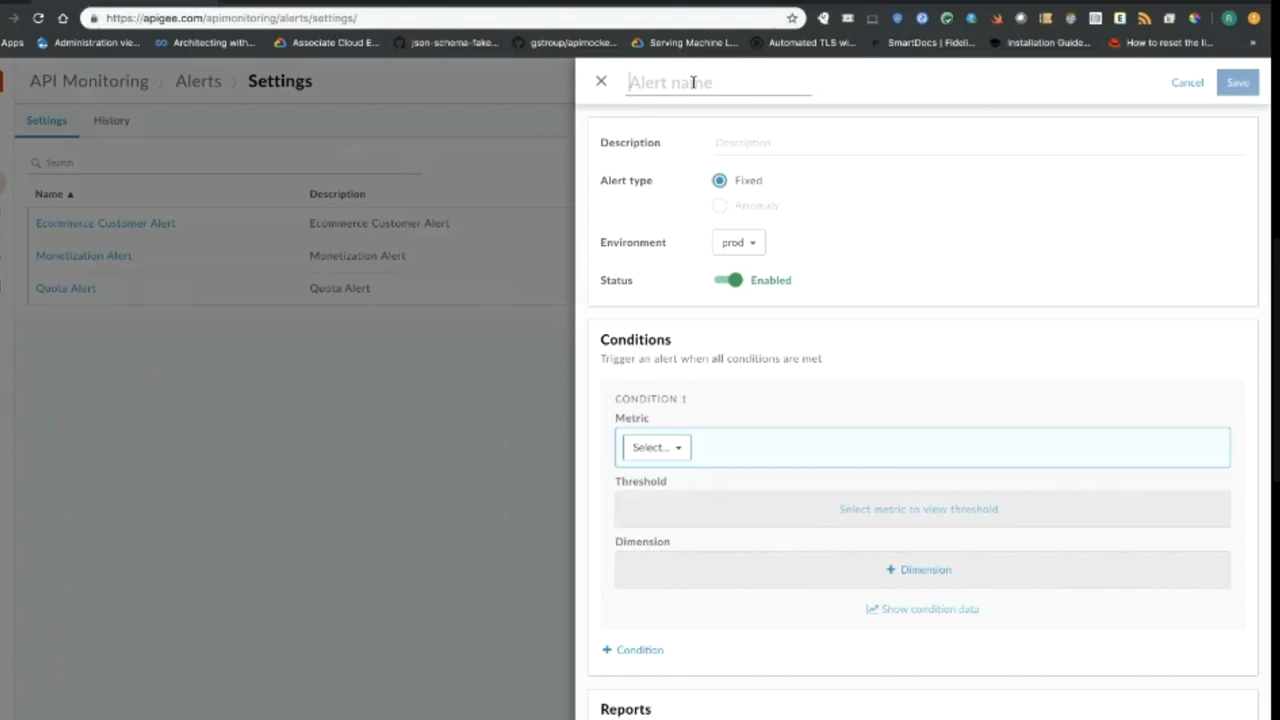 https://apigee.com/apimonitoring/alerts/settings/
Apps
Administration vie...
Architecting with...
Associate Cloud E...
json-schema-fake...
gstroup/apimocke...
Serving Machine L...
Automated TLS wi...
SmartDocs | Fideli...
Installation Guide...
How to reset the li...
»
API Monitoring > Alerts > Settings
Alert name
Cancel
Save
Settings
History
Search
Name ▲
Description
Ecommerce Customer Alert
Ecommerce Customer Alert
Monetization Alert
Monetization Alert
Quota Alert
Quota Alert
Description
Description
Alert type
Fixed
Anomaly
Environment
prod
Status
Enabled
Conditions
Trigger an alert when all conditions are met
CONDITION 1
Metric
Select...
Threshold
Select metric to view threshold
Dimension
+ Dimension
Show condition data
+ Condition
Reports